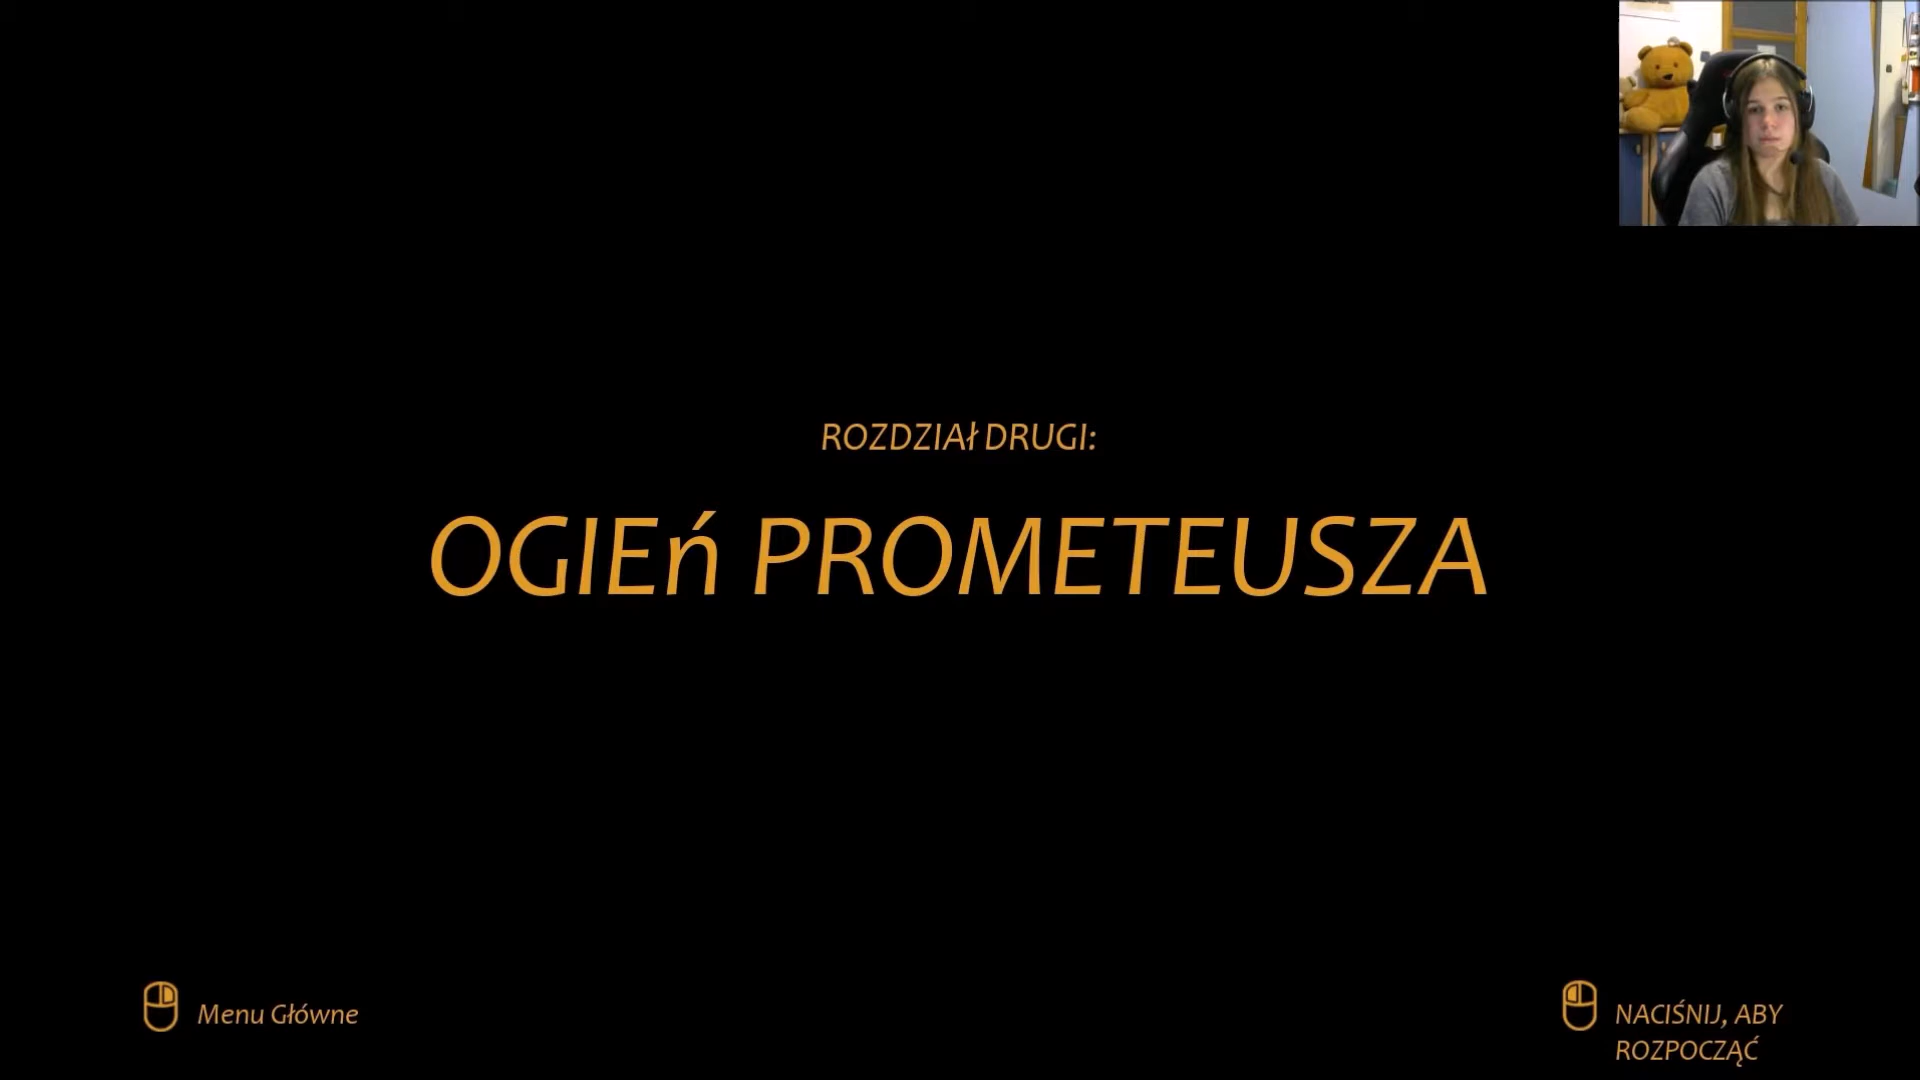 ROZDZIAł DRUGI:
OGIEń PROMETEUSZA
Menu Główne
NACIŚNIJ, ABY
ROZPOCZĄĆ